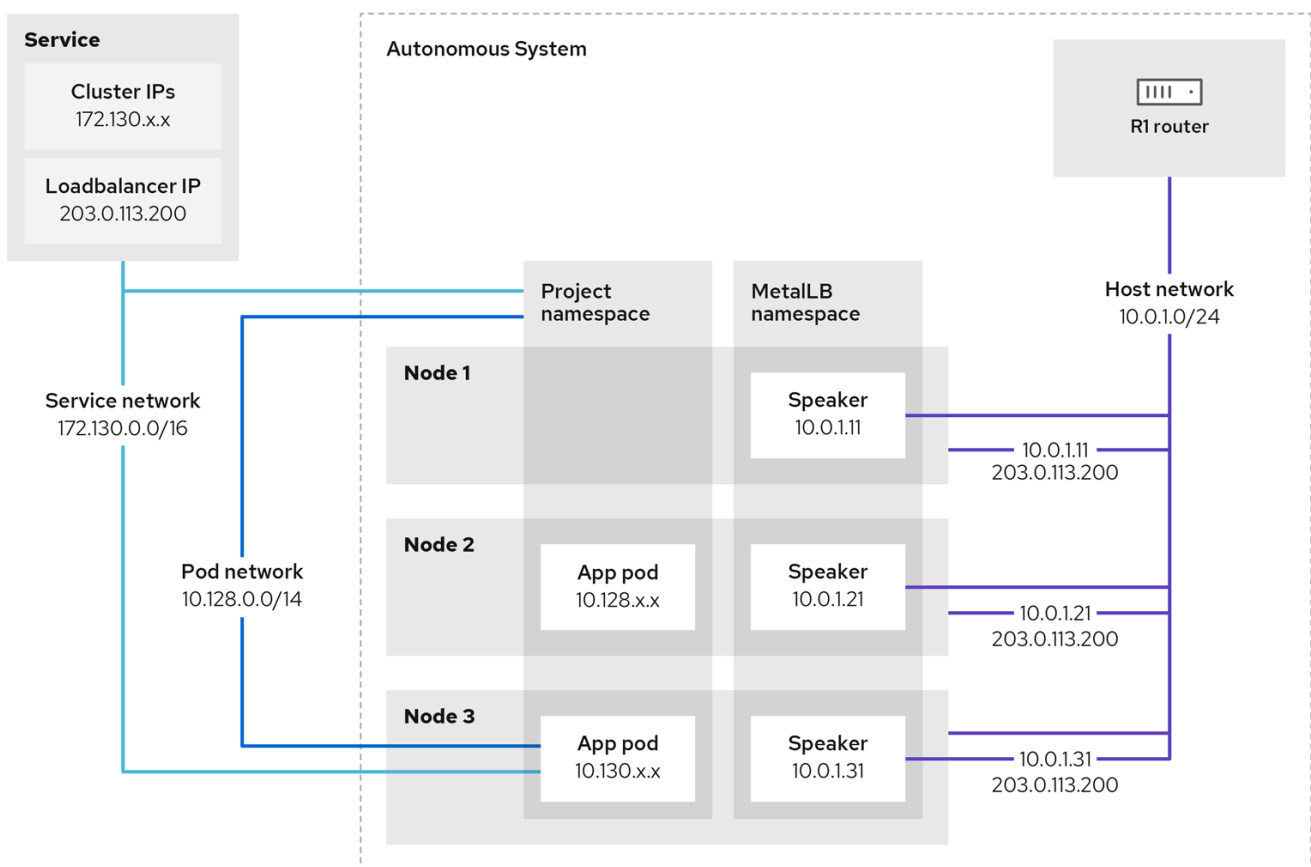 Service
Cluster IPs
172.130.x.x
Loadbalancer IP
203.0.113.200
Autonomous System
R1 router
Project
namespace
MetalLB
namespace
Host network
10.0.1.0/24
Service network
172.130.0.0/16
Pod network
10.128.0.0/14
Node 1
Speaker
10.0.1.11
10.0.1.11
203.0.113.200
Node 2
App pod
10.128.x.x
Speaker
10.0.1.21
10.0.1.21
203.0.113.200
Node 3
App pod
10.130.x.x
Speaker
10.0.1.31
10.0.1.31
203.0.113.200